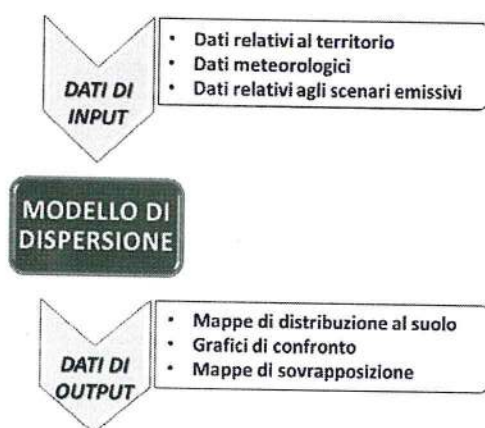 DATI DI
INPUT
• Dati relativi al territorio
• Dati meteorologici
• Dati relativi agli scenari emissivi
MODELLO DI
DISPERSIONE
DATI DI
OUTPUT
• Mappe di distribuzione al suolo
• Grafici di confronto
• Mappe di sovrapposizione